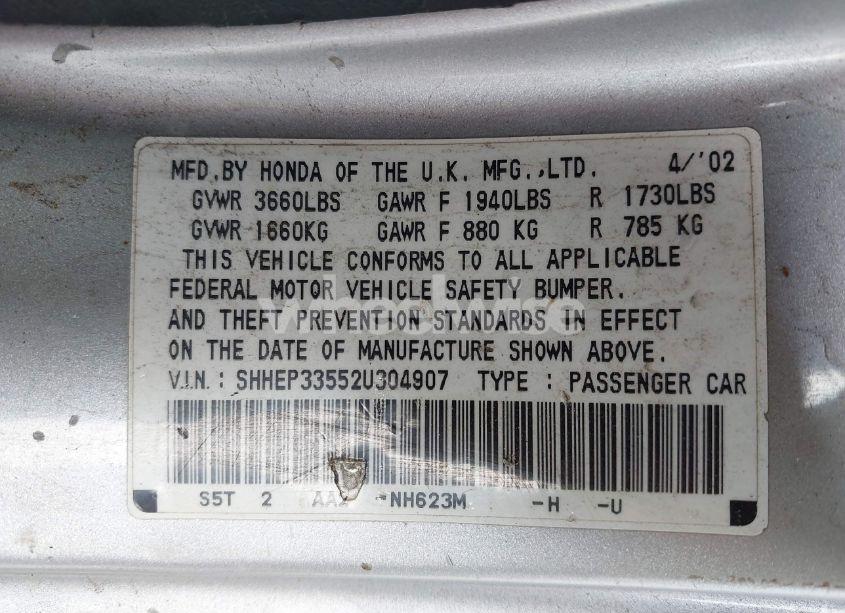 MFD.BY HONDA OF THE U.K. MFG.,LTD. 4/'02
GVWR 3660LBS GAWR F 1940LBS R 1730LBS
GVWR 1660KG GAWR F 880 KG R 785 KG
THIS VEHICLE CONFORMS TO ALL APPLICABLE
FEDERAL MOTOR VEHICLE SAFETY BUMPER.
AND THEFT PREVENTION STANDARDS IN EFFECT
ON THE DATE OF MANUFACTURE SHOWN ABOVE.
V.I.N.: SHHEP33552U304907 TYPE : PASSENGER CAR
S5T 2 -NH623M -H -U